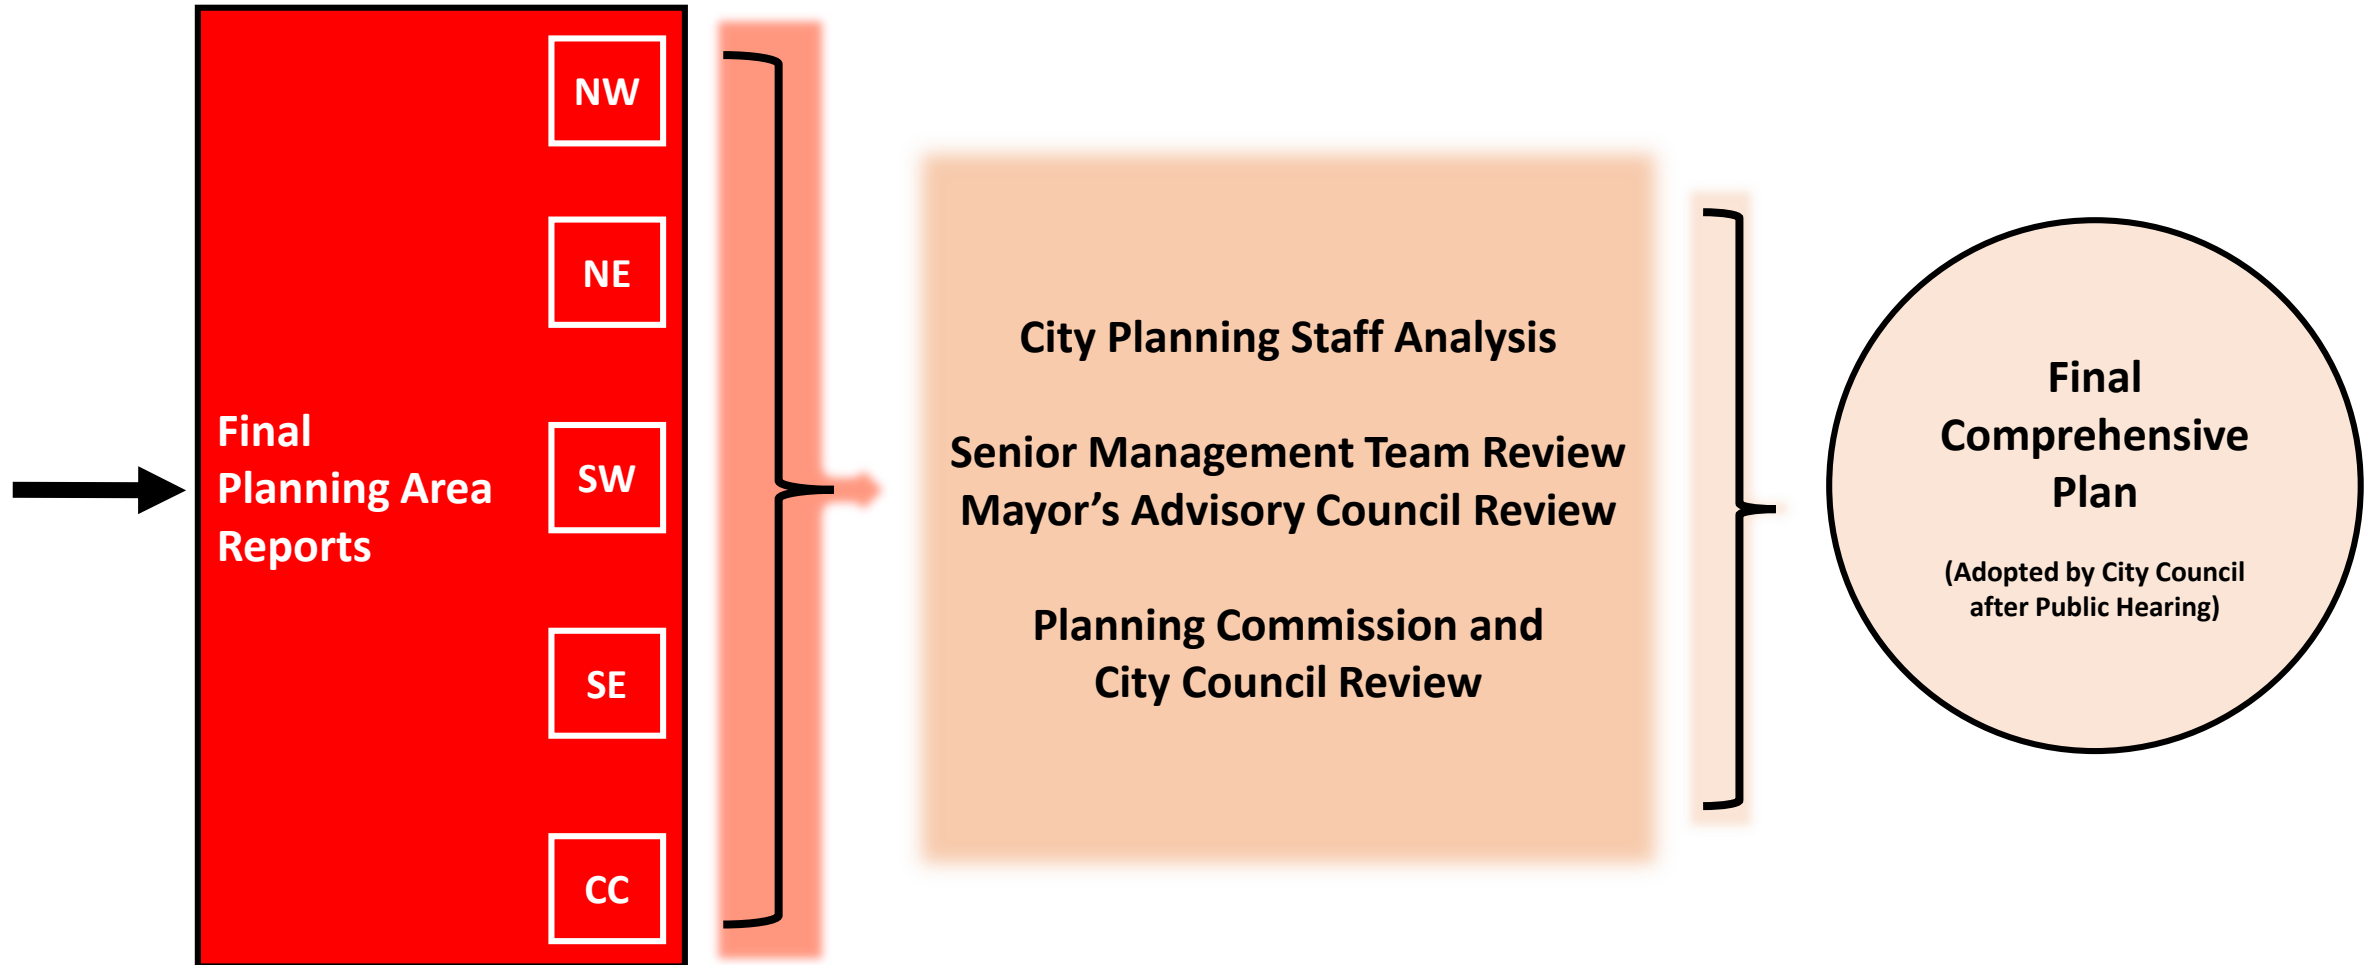 Final
Planning Area
Reports
NW
NE
SW
SE
CC
City Planning Staff Analysis
Senior Management Team Review
Mayor’s Advisory Council Review
Planning Commission and
City Council Review
Final
Comprehensive
Plan
(Adopted by City Council
after Public Hearing)